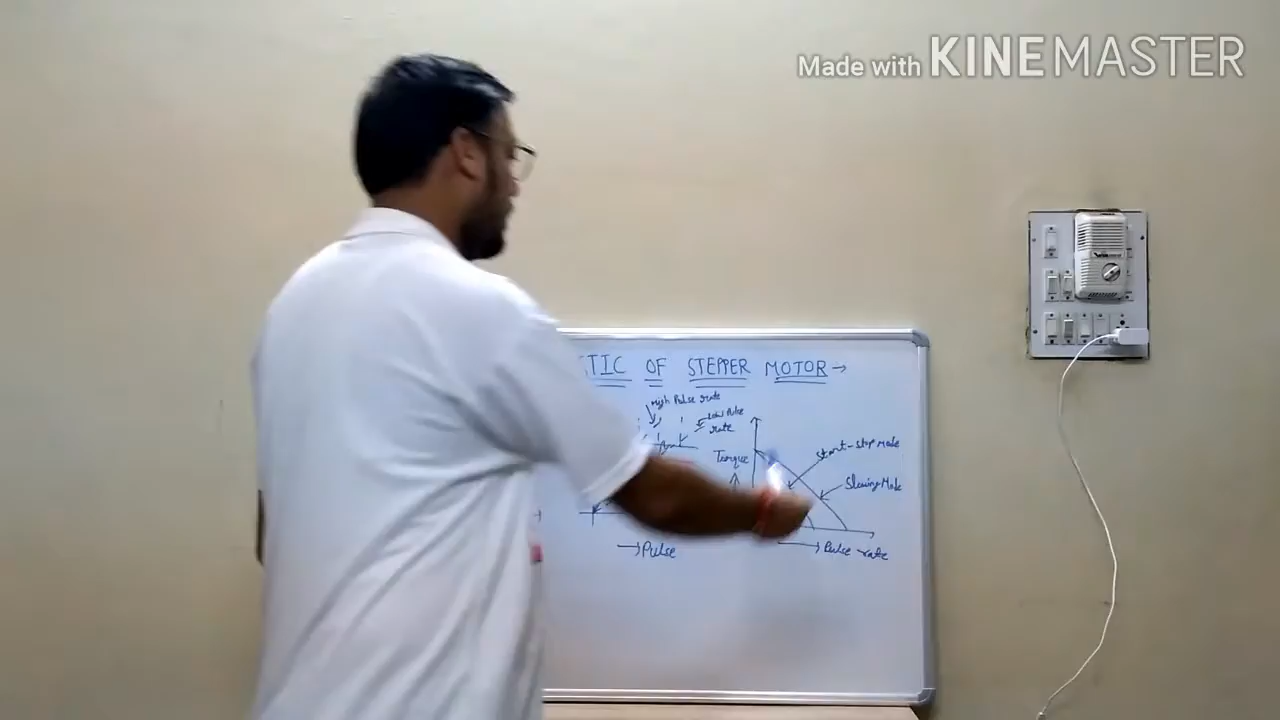 Made with KINEMASTER
STIC OF STEPPER MOTOR →
High Pulse rate
Low Pulse
rate
Torque
Start-stop Mode
Slewing Mode
→ Pulse
→ Pulse rate